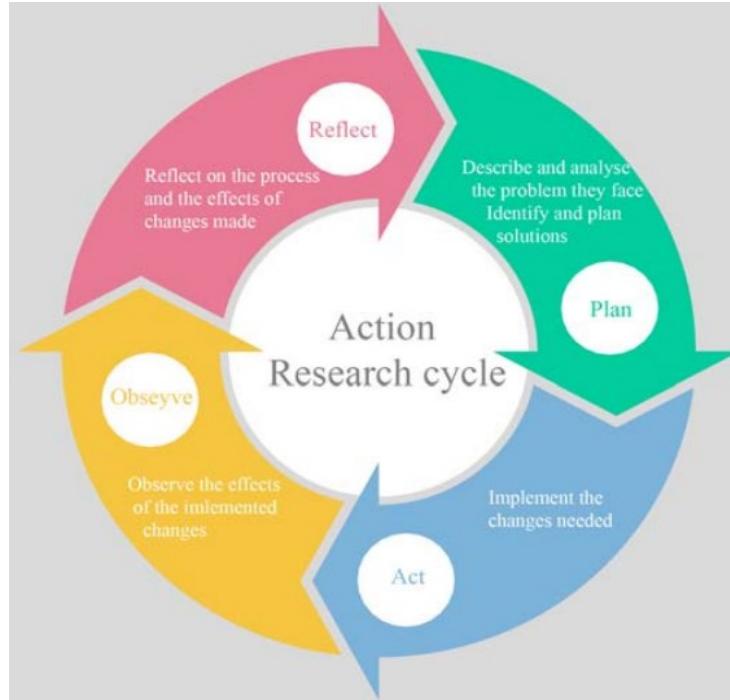 Reflect
Reflect on the process
and the effects of
changes made
Describe and analyse
the problem they face
Identify and plan
solutions
Plan
Action
Research cycle
Obseyve
Observe the effects
of the imlemented
changes
Implement the
changes needed
Act